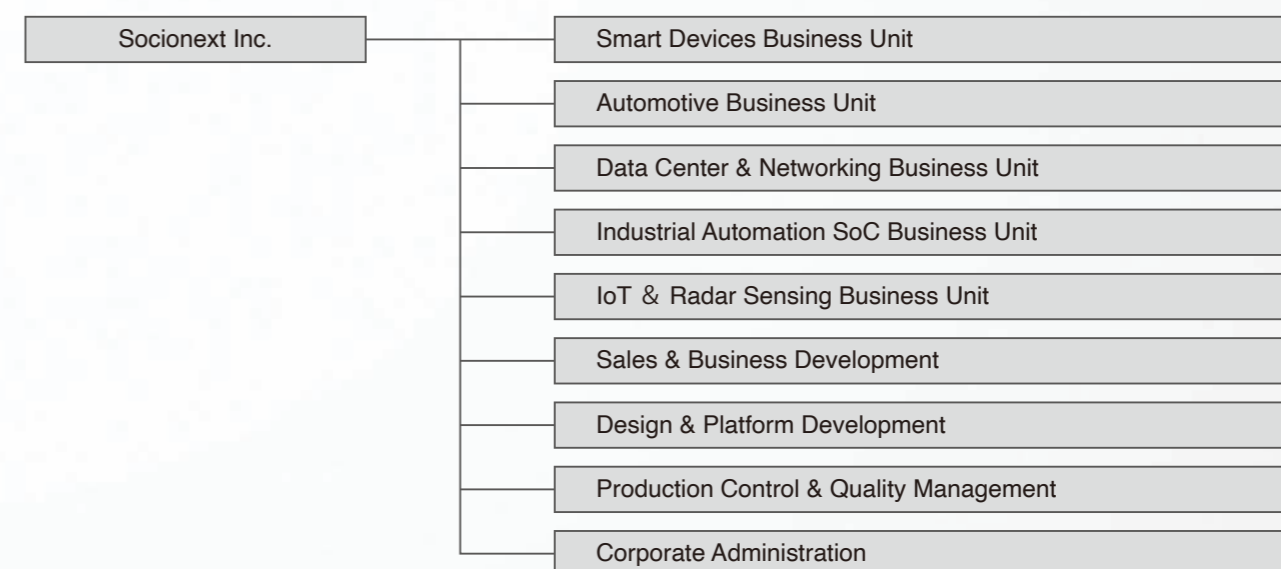 Socionext Inc.
Smart Devices Business Unit
Automotive Business Unit
Data Center & Networking Business Unit
Industrial Automation SoC Business Unit
IoT & Radar Sensing Business Unit
Sales & Business Development
Design & Platform Development
Production Control & Quality Management
Corporate Administration